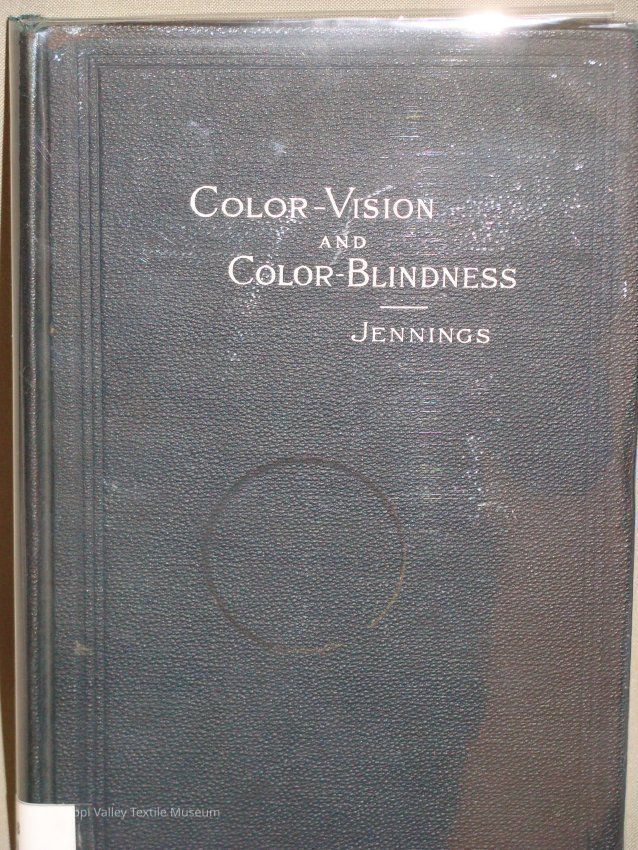 COLOR-VISION
AND
COLOR-BLINDNESS
JENNINGS
Valley Textile Museum